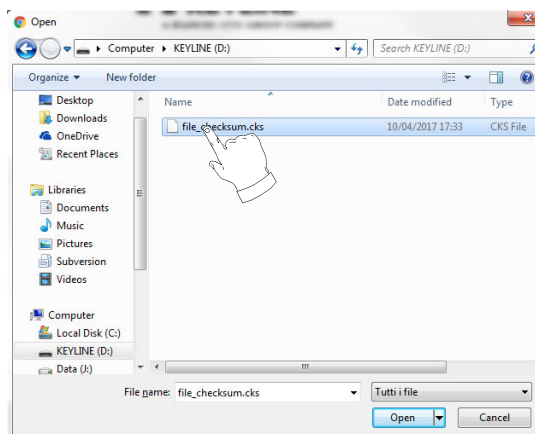 Open
Computer ▸ KEYLINE (D:)
Search KEYLINE (D:)
Organize
New folder
Name
Date modified
Type
file_checksum.cks
10/04/2017 17:33
CKS File
Desktop
Downloads
OneDrive
Recent Places
Libraries
Documents
Music
Pictures
Subversion
Videos
Computer
Local Disk (C:)
KEYLINE (D:)
Data (J:)
File name: file_checksum.cks
Tutti i file
Open
Cancel